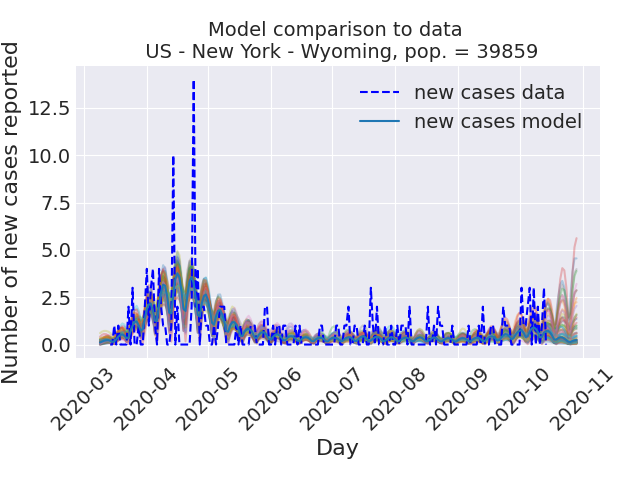 Model comparison to data
US - New York - Wyoming, pop. = 39859
Number of new cases reported
12.5
10.0
7.5
5.0
2.5
0.0
new cases data
new cases model
2020-03
2020-04
2020-05
2020-06
2020-07
2020-08
2020-09
2020-10
2020-11
Day